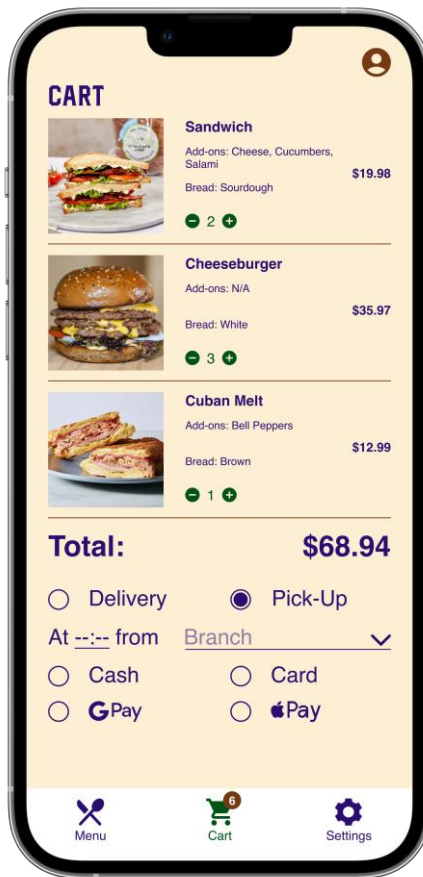 CART
Sandwich
Add-ons: Cheese, Cucumbers,
Salami
$19.98
Bread: Sourdough
2
Cheeseburger
Add-ons: N/A
$35.97
Bread: White
3
Cuban Melt
Add-ons: Bell Peppers
$12.99
Bread: Brown
1
Total: $68.94
Delivery Pick-Up
At --:-- from Branch
Cash Card
G Pay Pay
6
Menu Cart Settings